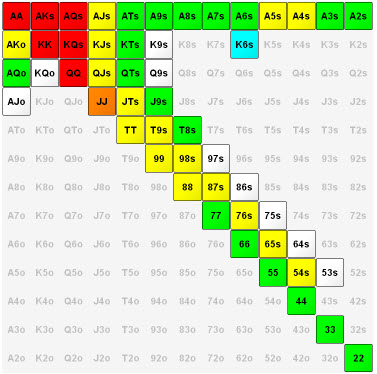 AA AKs AQs AJs ATs A9s A8s A7s A6s A5s A4s A3s A2s
AKo KK KQs KJs KTs K9s K8s K7s K6s K5s K4s K3s K2s
AQo KQo QQ QJs QTs Q9s Q8s Q7s Q6s Q5s Q4s Q3s Q2s
AJo KJo QJo JJ JTs J9s J8s J7s J6s J5s J4s J3s J2s
ATo KTo QTo JTo TT T9s T8s T7s T6s T5s T4s T3s T2s
A9o K9o Q9o J9o T9o 99 98s 97s 96s 95s 94s 93s 92s
A8o K8o Q8o J8o T8o 98o 88 87s 86s 85s 84s 83s 82s
A7o K7o Q7o J7o T7o 97o 87o 77 76s 75s 74s 73s 72s
A6o K6o Q6o J6o T6o 96o 86o 76o 66 65s 64s 63s 62s
A5o K5o Q5o J5o T5o 95o 85o 75o 65o 55 54s 53s 52s
A4o K4o Q4o J4o T4o 94o 84o 74o 64o 54o 44 43s 42s
A3o K3o Q3o J3o T3o 93o 83o 73o 63o 53o 43o 33 32s
A2o K2o Q2o J2o T2o 92o 82o 72o 62o 52o 42o 32o 22